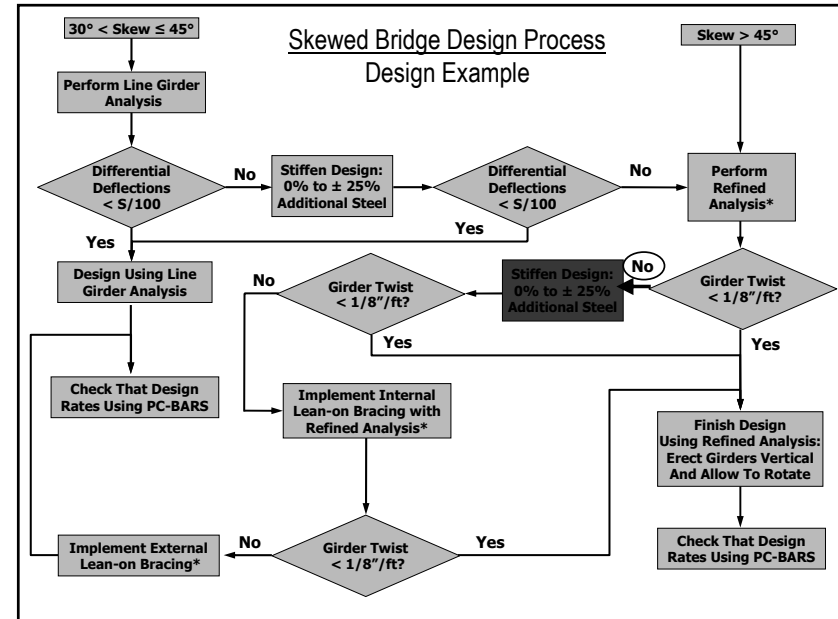 Skewed Bridge Design Process
Design Example
30° < Skew ≤ 45°
Perform Line Girder
Analysis
Differential
Deflections
< S/100
No
Stiffen Design:
0% to ± 25%
Additional Steel
Differential
Deflections
< S/100
No
Skew > 45°
Perform
Refined
Analysis*
Yes
Yes
Design Using Line
Girder Analysis
Check That Design
Rates Using PC-BARS
Girder Twist
< 1/8"/ft?
No
Stiffen Design:
0% to ± 25%
Additional Steel
Girder Twist
< 1/8"/ft?
No
Yes
Yes
Implement Internal
Lean-on Bracing with
Refined Analysis*
Finish Design
Using Refined Analysis:
Erect Girders Vertical
And Allow To Rotate
Check That Design
Rates Using PC-BARS
Girder Twist
< 1/8"/ft?
No
Yes
Implement External
Lean-on Bracing*